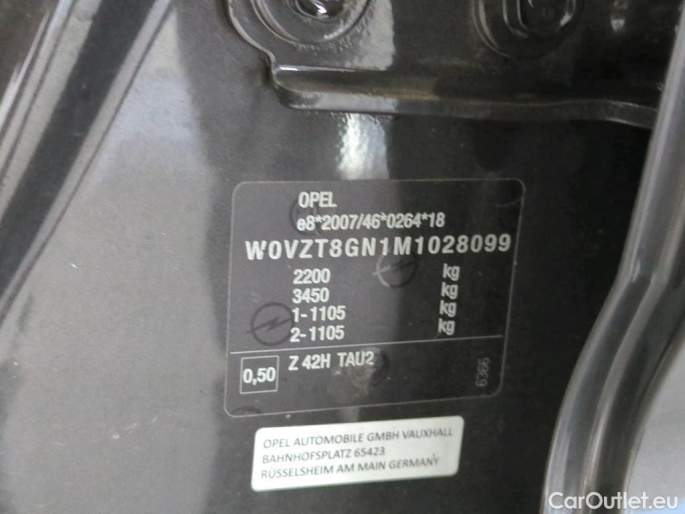 OPEL
e8*2007/46*0264*18
W0VZT8GN1M1028099
2200 kg
3450 kg
1-1105 kg
2-1105 kg
0,50 Z 42H TAU2
6366
OPEL AUTOMOBILE GMBH VAUXHALL
BAHNHOFSPLATZ 65423
RÜSSELSHEIM AM MAIN GERMANY
CarOutlet.eu